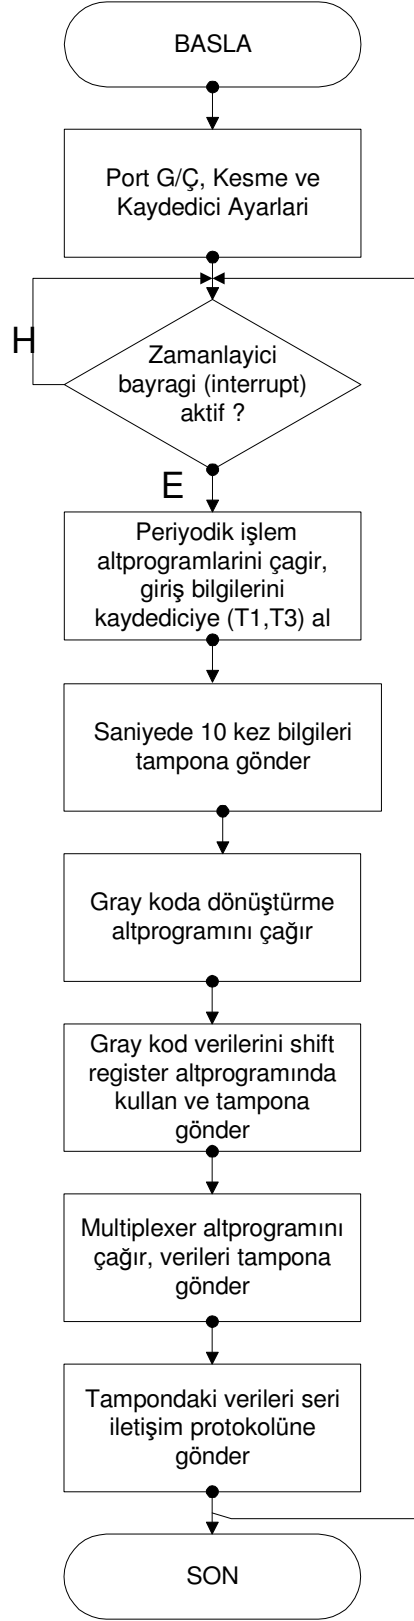 BASLA
Port G/Ç, Kesme ve
Kaydedici Ayarlari
H
Zamanlayici
bayragi (interrupt)
aktif ?
E
Periyodik işlem
altprogramlarini çagir,
giriş bilgilerini
kaydediciye (T1,T3) al
Saniyede 10 kez bilgileri
tampona gönder
Gray koda dönüştürme
altprogramını çağır
Gray kod verilerini shift
register altprogramında
kullan ve tampona
gönder
Multiplexer altprogramını
çağır, verileri tampona
gönder
Tampondaki verileri seri
iletişim protokolüne
gönder
SON